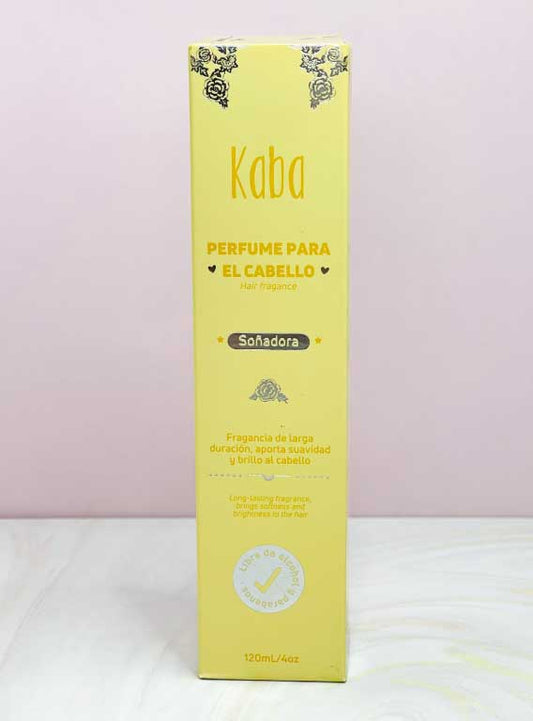 Kaba
PERFUME PARA
EL CABELLO
Hair fragance
Soñadora
Fragancia de larga
duración, aporta suavidad
y brillo al cabello
Long-lasting fragrance,
brings softness and
brighness to the hair
Libre de alcohol y parabenos
120mL/4oz